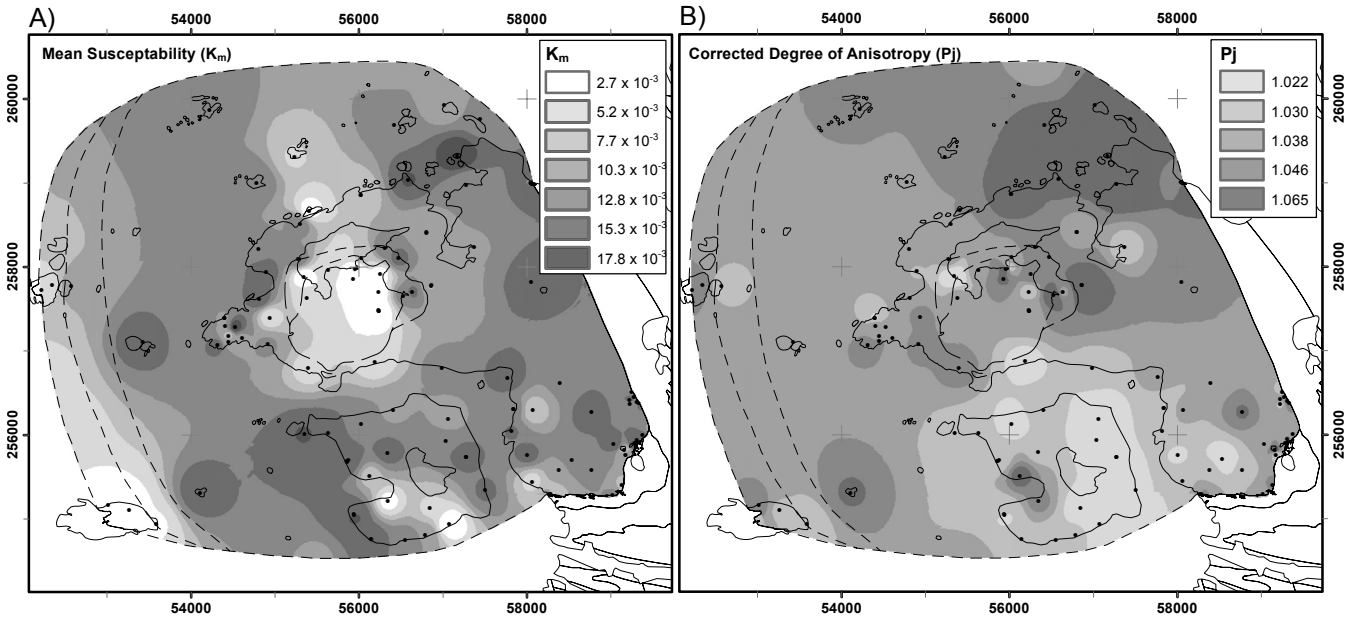 A)
B)
54000 56000 58000
54000 56000 58000
Mean Susceptability (Km)
Km
2.7 x 10-3
5.2 x 10-3
7.7 x 10-3
10.3 x 10-3
12.8 x 10-3
15.3 x 10-3
17.8 x 10-3
Corrected Degree of Anisotropy (Pj)
Pj
1.022
1.030
1.038
1.046
1.065
260000
258000
256000
260000
258000
256000
54000 56000 58000
54000 56000 58000